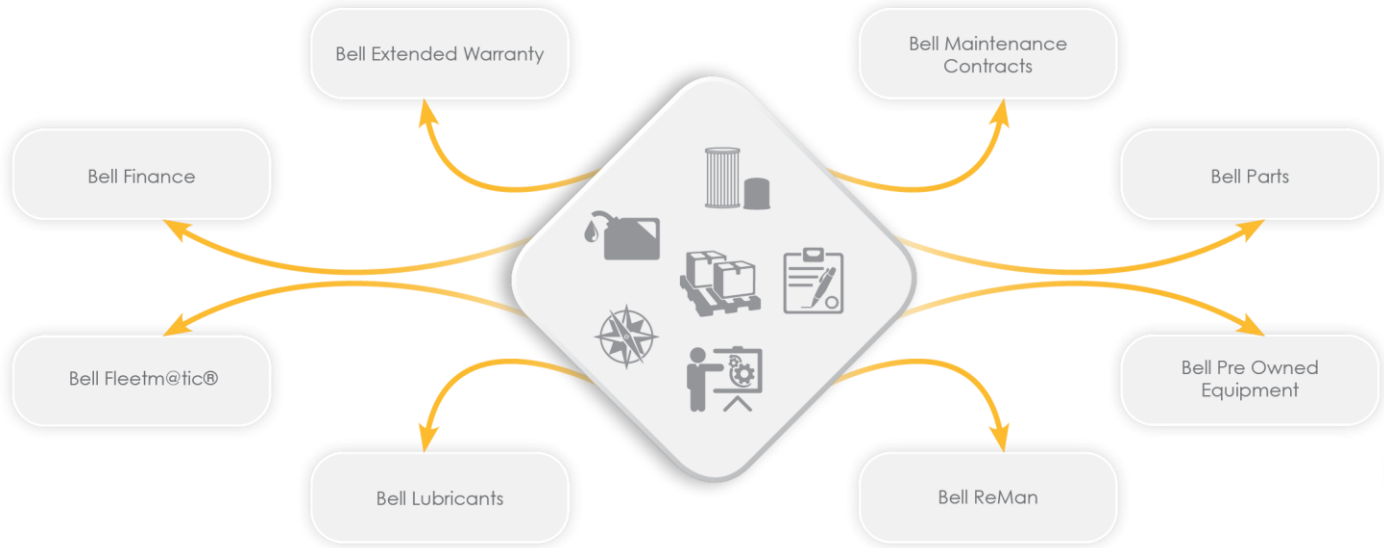 Bell Extended Warranty
Bell Maintenance
Contracts
Bell Finance
Bell Parts
Bell Fleetm@tic®
Bell Pre Owned
Equipment
Bell Lubricants
Bell ReMan